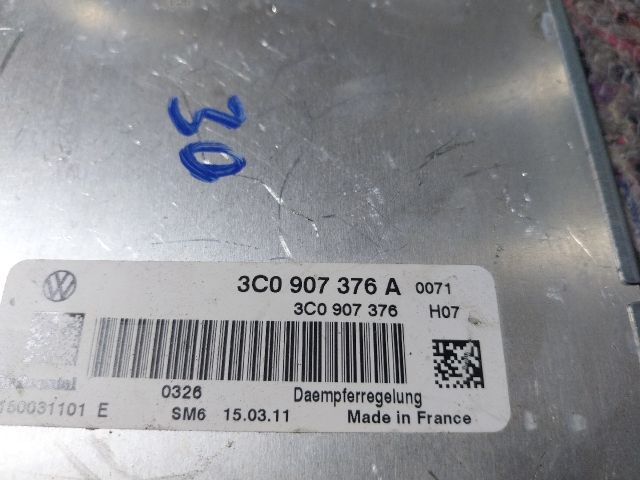 30
3C0 907 376 A 0071
3C0 907 376 H07
150031101 E
0326 Daempferregelung
SM6 15.03.11 Made in France